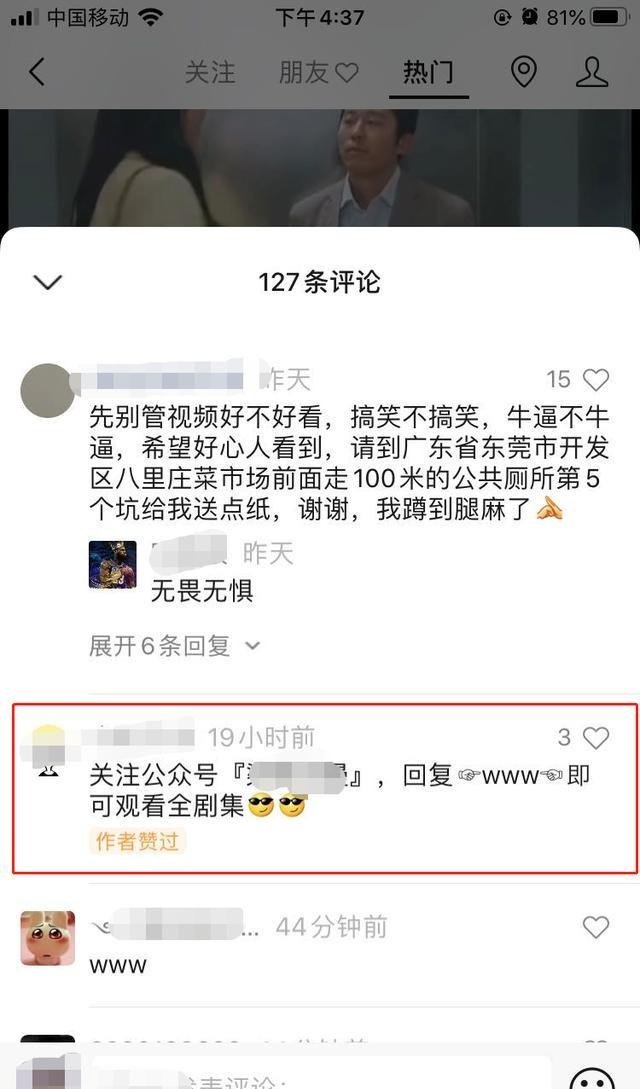 中国移动 下午4:37 81%
关注 朋友♡ 热门
127条评论
昨天 15
先别管视频好不好看，搞笑不搞笑，牛逼不牛
逼，希望好心人看到，请到广东省东莞市开发
区八里庄菜市场前面走100米的公共厕所第5
个坑给我送点纸，谢谢，我蹲到腿麻了🙏
昨天
无畏无惧
展开6条回复
19小时前 3
关注公众号『 』，回复👉www👈即
可观看全剧集😎😎
作者赞过
... 44分钟前
www
发表评论: